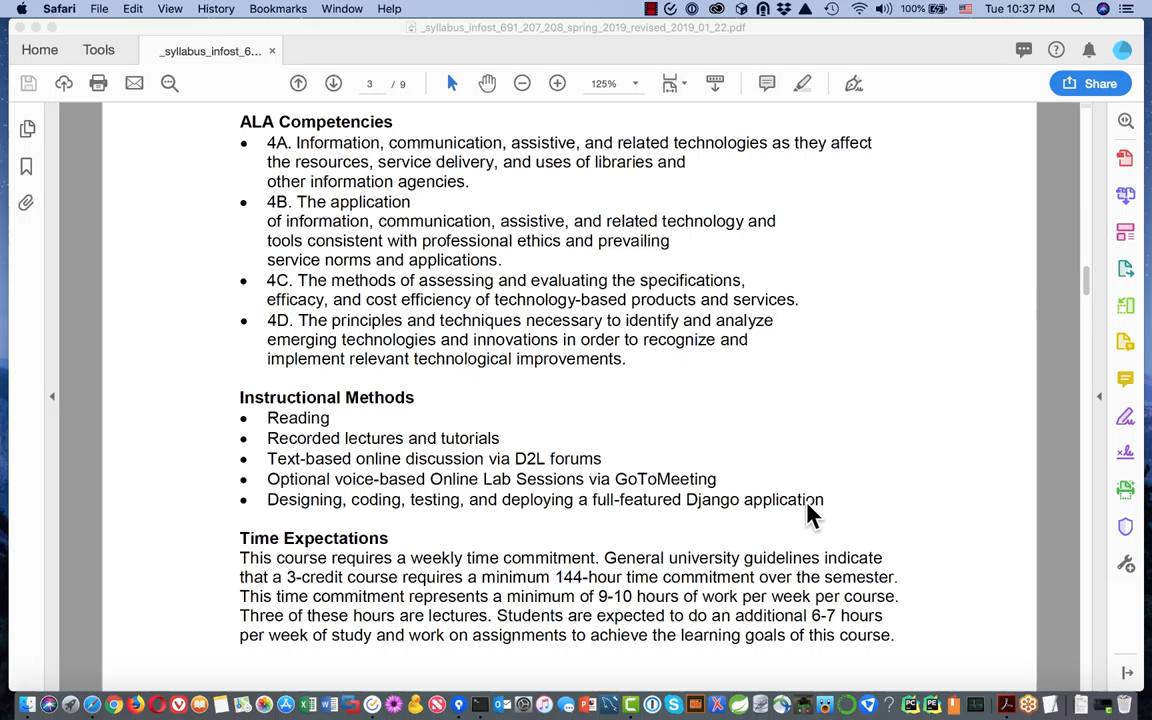 Safari File Edit View History Bookmarks Window Help 100% Tue 10:37 PM
_syllabus_infost_691_207_208_spring_2019_revised_2019_01_22.pdf
Home Tools _syllabus_infost_6... ×
3 / 9 125% Share
ALA Competencies
• 4A. Information, communication, assistive, and related technologies as they affect
the resources, service delivery, and uses of libraries and
other information agencies.
• 4B. The application
of information, communication, assistive, and related technology and
tools consistent with professional ethics and prevailing
service norms and applications.
• 4C. The methods of assessing and evaluating the specifications,
efficacy, and cost efficiency of technology-based products and services.
• 4D. The principles and techniques necessary to identify and analyze
emerging technologies and innovations in order to recognize and
implement relevant technological improvements.
Instructional Methods
• Reading
• Recorded lectures and tutorials
• Text-based online discussion via D2L forums
• Optional voice-based Online Lab Sessions via GoToMeeting
• Designing, coding, testing, and deploying a full-featured Django application
Time Expectations
This course requires a weekly time commitment. General university guidelines indicate
that a 3-credit course requires a minimum 144-hour time commitment over the semester.
This time commitment represents a minimum of 9-10 hours of work per week per course.
Three of these hours are lectures. Students are expected to do an additional 6-7 hours
per week of study and work on assignments to achieve the learning goals of this course.